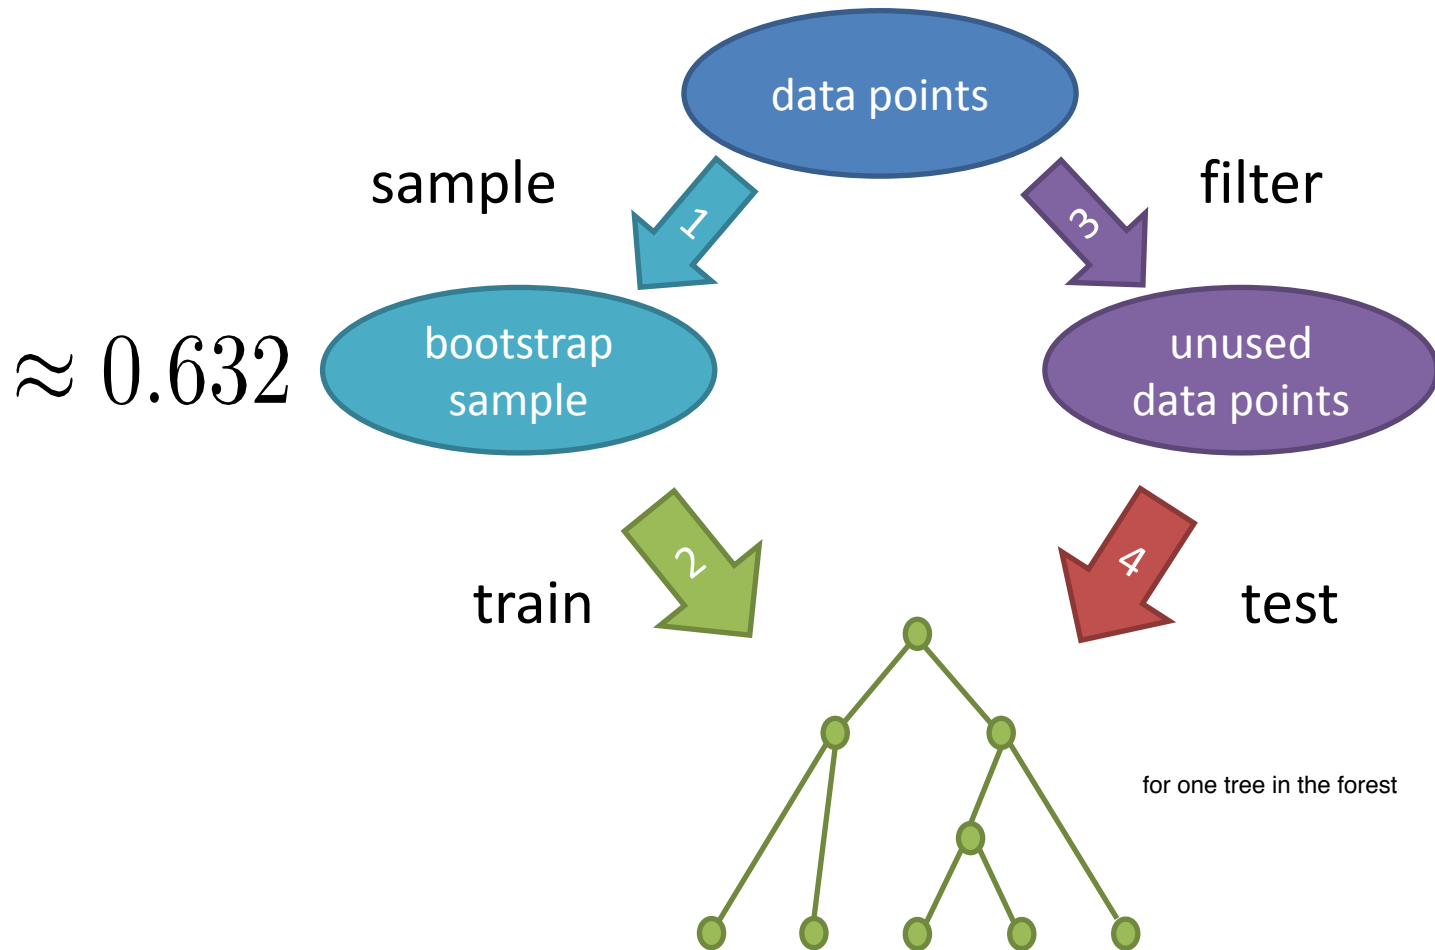 data points
sample
filter
1
3
≈ 0.632
bootstrap
sample
unused
data points
2
4
train
test
for one tree in the forest